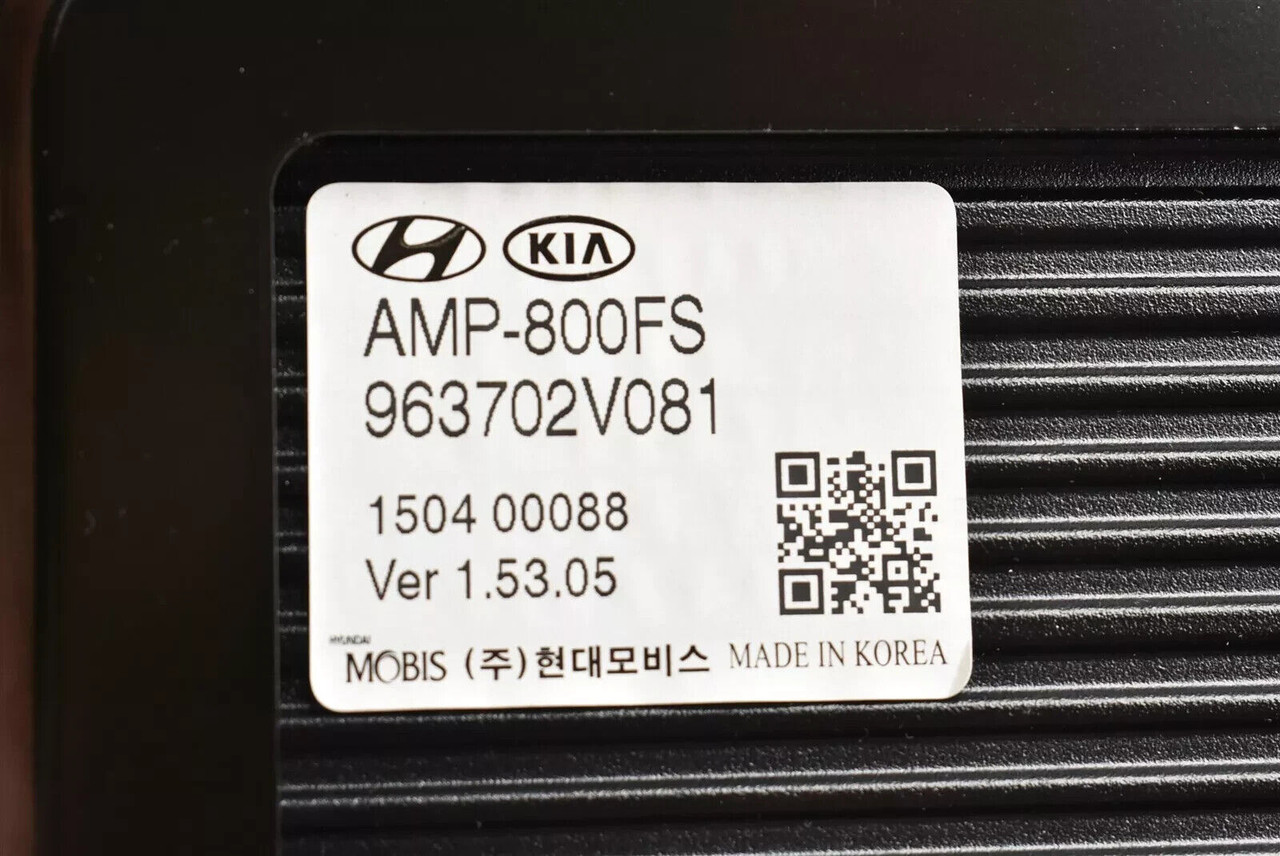 KIA
AMP-800FS
963702V081
1504 00088
Ver 1.53.05
HYUNDAI
MOBIS (주)현대모비스 MADE IN KOREA